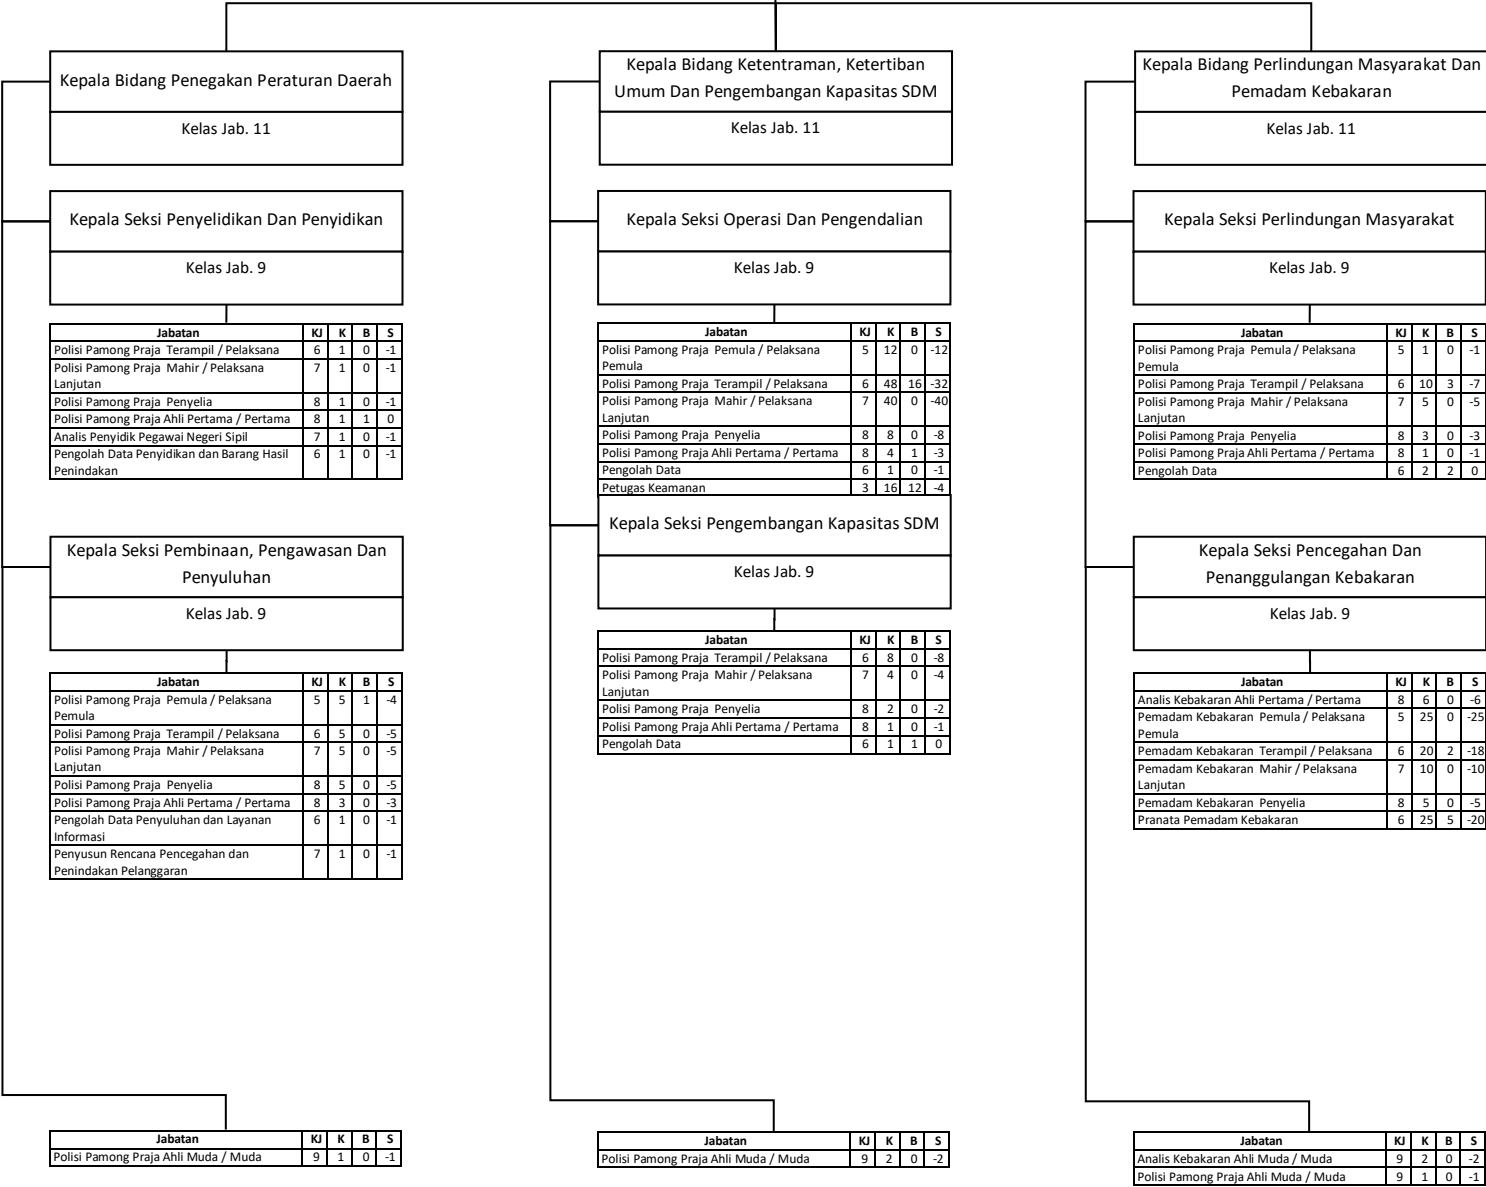 Kepala Bidang Penegakan Peraturan Daerah
Kelas Jab. 11
Kepala Seksi Penyelidikan Dan Penyidikan
Kelas Jab. 9
Jabatan KJ K B S
Polisi Pamong Praja Terampil / Pelaksana 6 1 0 -1
Polisi Pamong Praja Mahir / Pelaksana 7 1 0 -1
Lanjutan
Polisi Pamong Praja Penyelia 8 1 0 -1
Polisi Pamong Praja Ahli Pertama / Pertama 8 1 1 0
Analis Penyidik Pegawai Negeri Sipil 7 1 0 -1
Pengolah Data Penyidikan dan Barang Hasil 6 1 0 -1
Penindakan
Kepala Seksi Pembinaan, Pengawasan Dan
Penyuluhan
Kelas Jab. 9
Jabatan KJ K B S
Polisi Pamong Praja Pemula / Pelaksana 5 5 1 -4
Pemula
Polisi Pamong Praja Terampil / Pelaksana 6 5 0 -5
Polisi Pamong Praja Mahir / Pelaksana 7 5 0 -5
Lanjutan
Polisi Pamong Praja Penyelia 8 5 0 -5
Polisi Pamong Praja Ahli Pertama / Pertama 8 3 0 -3
Pengolah Data Penyuluhan dan Layanan 6 1 0 -1
Informasi
Penyusun Rencana Pencegahan dan 7 1 0 -1
Penindakan Pelanggaran
Jabatan KJ K B S
Polisi Pamong Praja Ahli Muda / Muda 9 1 0 -1
Kepala Bidang Ketentraman, Ketertiban
Umum Dan Pengembangan Kapasitas SDM
Kelas Jab. 11
Kepala Seksi Operasi Dan Pengendalian
Kelas Jab. 9
Jabatan KJ K B S
Polisi Pamong Praja Pemula / Pelaksana 5 12 0 -12
Pemula
Polisi Pamong Praja Terampil / Pelaksana 6 48 16 -32
Polisi Pamong Praja Mahir / Pelaksana 7 40 0 -40
Lanjutan
Polisi Pamong Praja Penyelia 8 8 0 -8
Polisi Pamong Praja Ahli Pertama / Pertama 8 4 1 -3
Pengolah Data 6 1 0 -1
Petugas Keamanan 3 16 12 -4
Kepala Seksi Pengembangan Kapasitas SDM
Kelas Jab. 9
Jabatan KJ K B S
Polisi Pamong Praja Terampil / Pelaksana 6 8 0 -8
Polisi Pamong Praja Mahir / Pelaksana 7 4 0 -4
Lanjutan
Polisi Pamong Praja Penyelia 8 2 0 -2
Polisi Pamong Praja Ahli Pertama / Pertama 8 1 0 -1
Pengolah Data 6 1 1 0
Jabatan KJ K B S
Polisi Pamong Praja Ahli Muda / Muda 9 2 0 -2
Kepala Bidang Perlindungan Masyarakat Dan
Pemadam Kebakaran
Kelas Jab. 11
Kepala Seksi Perlindungan Masyarakat
Kelas Jab. 9
Jabatan KJ K B S
Polisi Pamong Praja Pemula / Pelaksana 5 1 0 -1
Pemula
Polisi Pamong Praja Terampil / Pelaksana 6 10 3 -7
Polisi Pamong Praja Mahir / Pelaksana 7 5 0 -5
Lanjutan
Polisi Pamong Praja Penyelia 8 3 0 -3
Polisi Pamong Praja Ahli Pertama / Pertama 8 1 0 -1
Pengolah Data 6 2 2 0
Kepala Seksi Pencegahan Dan
Penanggulangan Kebakaran
Kelas Jab. 9
Jabatan KJ K B S
Analis Kebakaran Ahli Pertama / Pertama 8 6 0 -6
Pemadam Kebakaran Pemula / Pelaksana 5 25 0 -25
Pemula
Pemadam Kebakaran Terampil / Pelaksana 6 20 2 -18
Pemadam Kebakaran Mahir / Pelaksana 7 10 0 -10
Lanjutan
Pemadam Kebakaran Penyelia 8 5 0 -5
Pranata Pemadam Kebakaran 6 25 5 -20
Jabatan KJ K B S
Analis Kebakaran Ahli Muda / Muda 9 2 0 -2
Polisi Pamong Praja Ahli Muda / Muda 9 1 0 -1